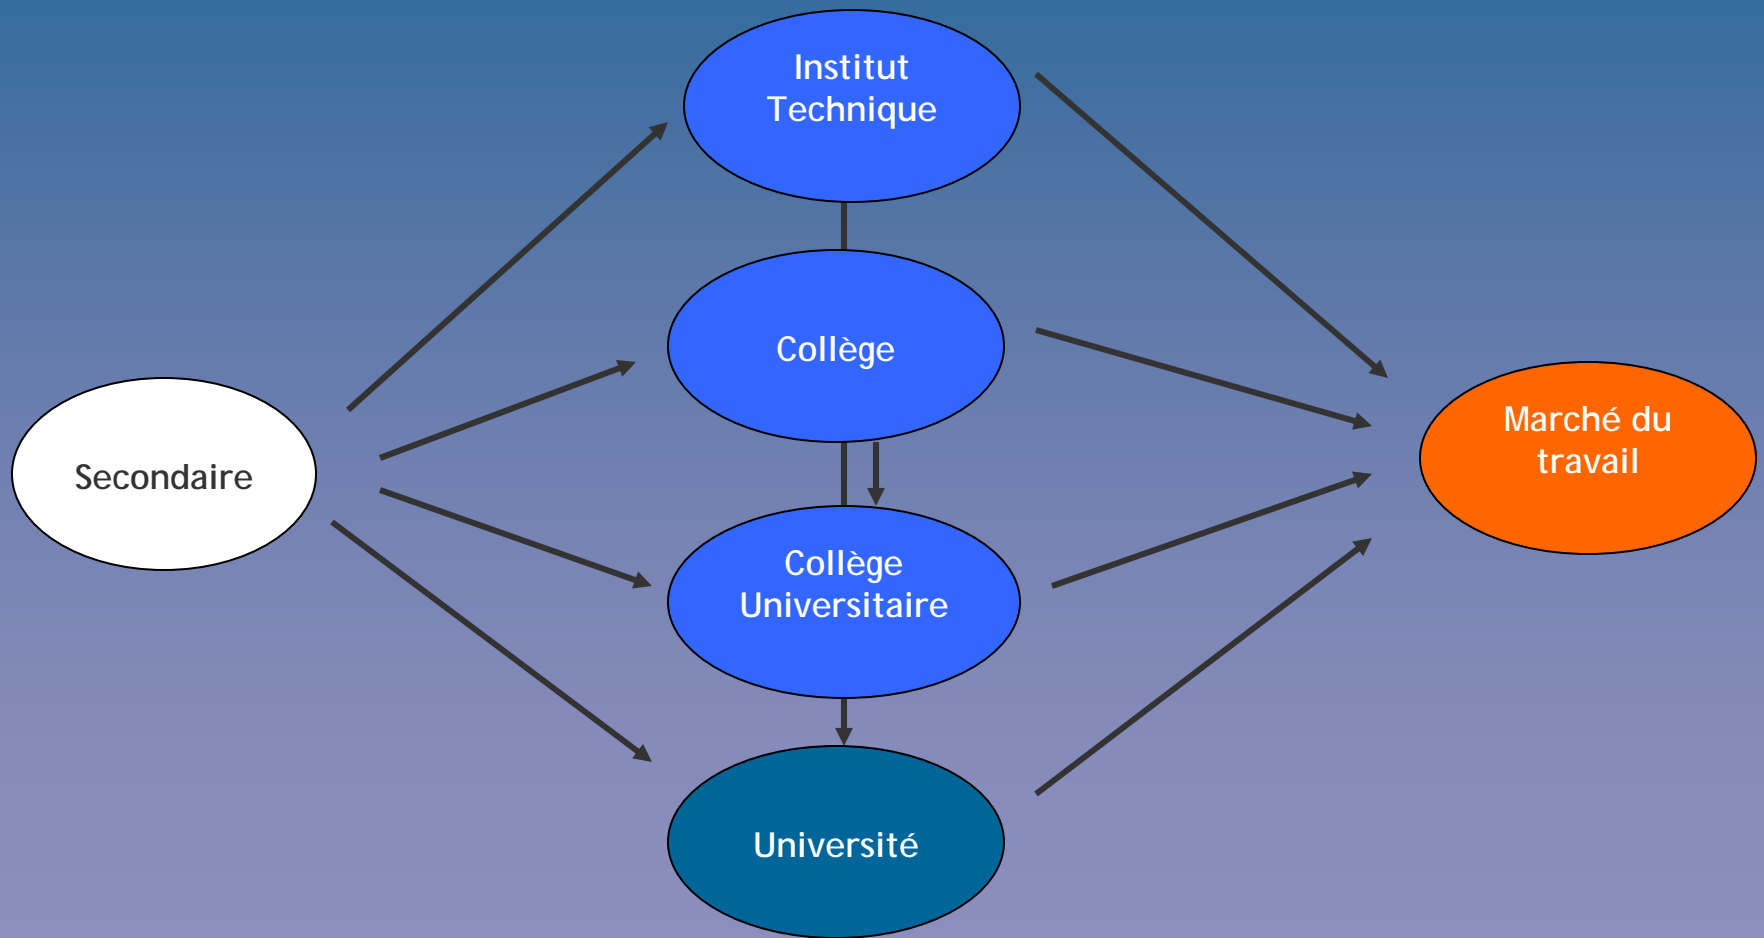 Institut
Technique
Collège
Secondaire
Marché du
travail
Collège
Universitaire
Université